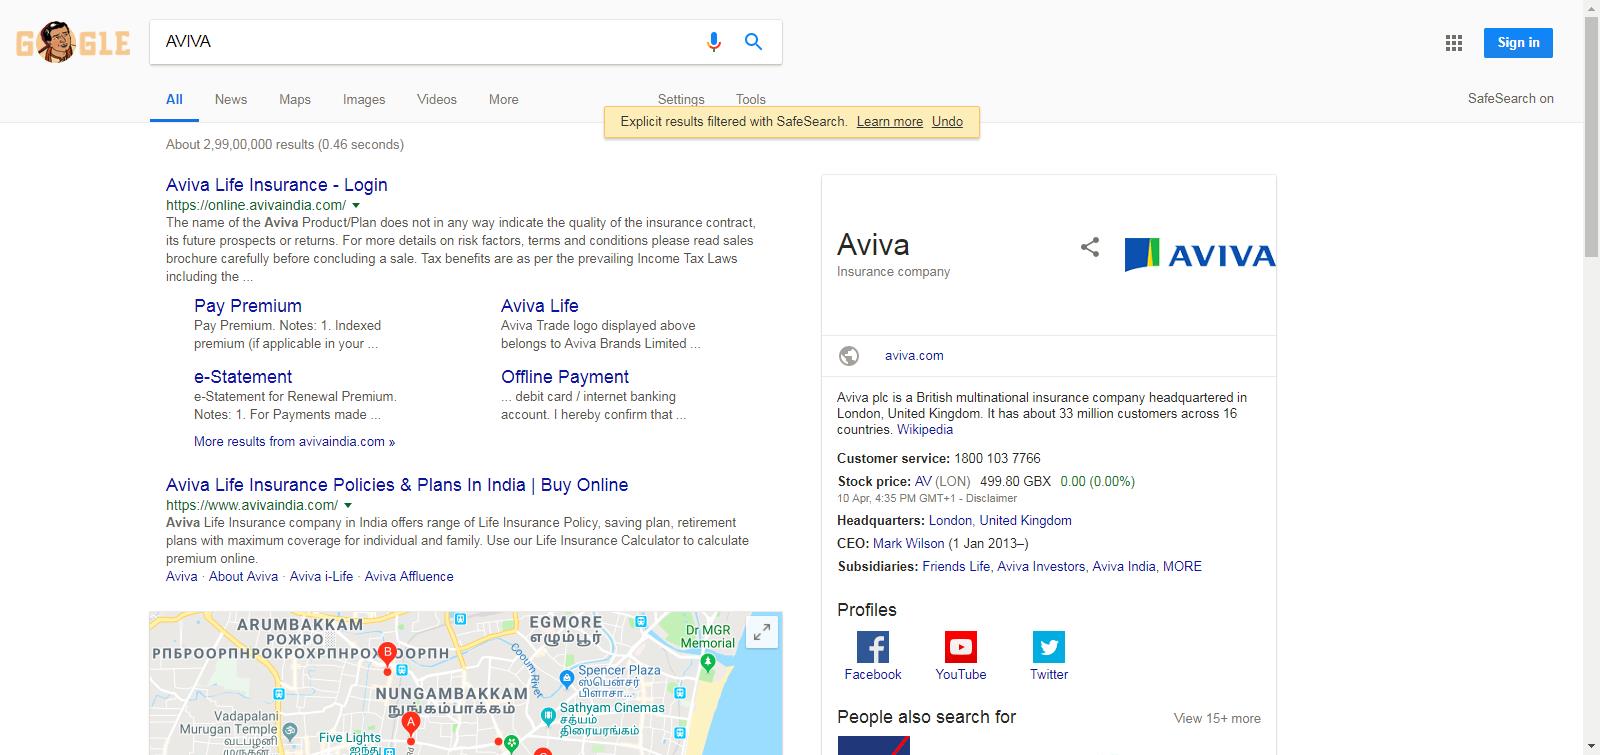 GOOGLE
AVIVA
Sign in
All News Maps Images Videos More Settings Tools
SafeSearch on
Explicit results filtered with SafeSearch. Learn more Undo
About 2,99,00,000 results (0.46 seconds)
Aviva Life Insurance - Login
https://online.avivaindia.com/
The name of the Aviva Product/Plan does not in any way indicate the quality of the insurance contract,
its future prospects or returns. For more details on risk factors, terms and conditions please read sales
brochure carefully before concluding a sale. Tax benefits are as per the prevailing Income Tax Laws
including the ...
Pay Premium
Pay Premium. Notes: 1. Indexed
premium (if applicable in your ...
Aviva Life
Aviva Trade logo displayed above
belongs to Aviva Brands Limited ...
e-Statement
e-Statement for Renewal Premium.
Notes: 1. For Payments made ...
Offline Payment
... debit card / internet banking
account. I hereby confirm that ...
More results from avivaindia.com »
Aviva Life Insurance Policies & Plans In India | Buy Online
https://www.avivaindia.com/
Aviva Life Insurance company in India offers range of Life Insurance Policy, saving plan, retirement
plans with maximum coverage for individual and family. Use our Life Insurance Calculator to calculate
premium online.
Aviva · About Aviva · Aviva i-Life · Aviva Affluence
ARUMBAKKAM
EGMORE
எழும்பூர்
Dr MGR
Memorial
B
Cooum River
Spencer Plaza
ஸ்பென்சர்
பிளாசா...
NUNGAMBAKKAM
நுங்கம்பாக்கம்
Sathyam Cinemas
சத்யம்
திரையரங்கம்
A
Vadapalani
Murugan Temple
வடபழனி
முருகன்
Five Lights
ஐந்து
Aviva
Insurance company
AVIVA
aviva.com
Aviva plc is a British multinational insurance company headquartered in
London, United Kingdom. It has about 33 million customers across 16
countries. Wikipedia
Customer service: 1800 103 7766
Stock price: AV (LON) 499.80 GBX 0.00 (0.00%)
10 Apr, 4:35 PM GMT+1 - Disclaimer
Headquarters: London, United Kingdom
CEO: Mark Wilson (1 Jan 2013–)
Subsidiaries: Friends Life, Aviva Investors, Aviva India, MORE
Profiles
Facebook YouTube Twitter
People also search for View 15+ more